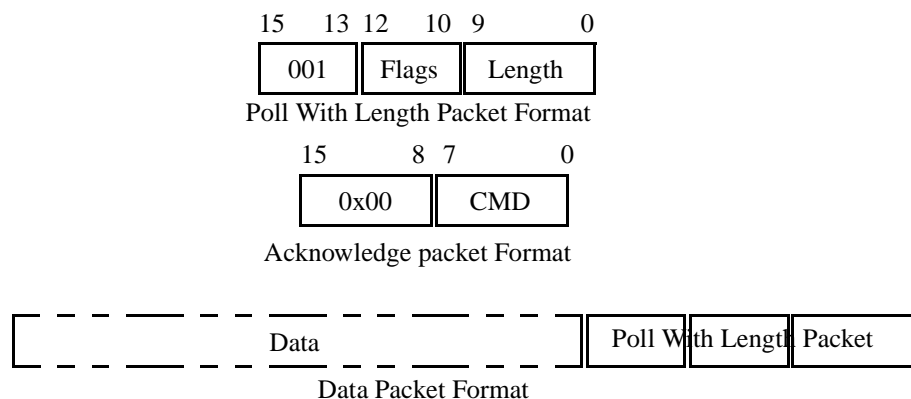 15 13 12 10 9 0
001 Flags Length
Poll With Length Packet Format
15 8 7 0
0x00 CMD
Acknowledge packet Format
Data Poll With Length Packet
Data Packet Format